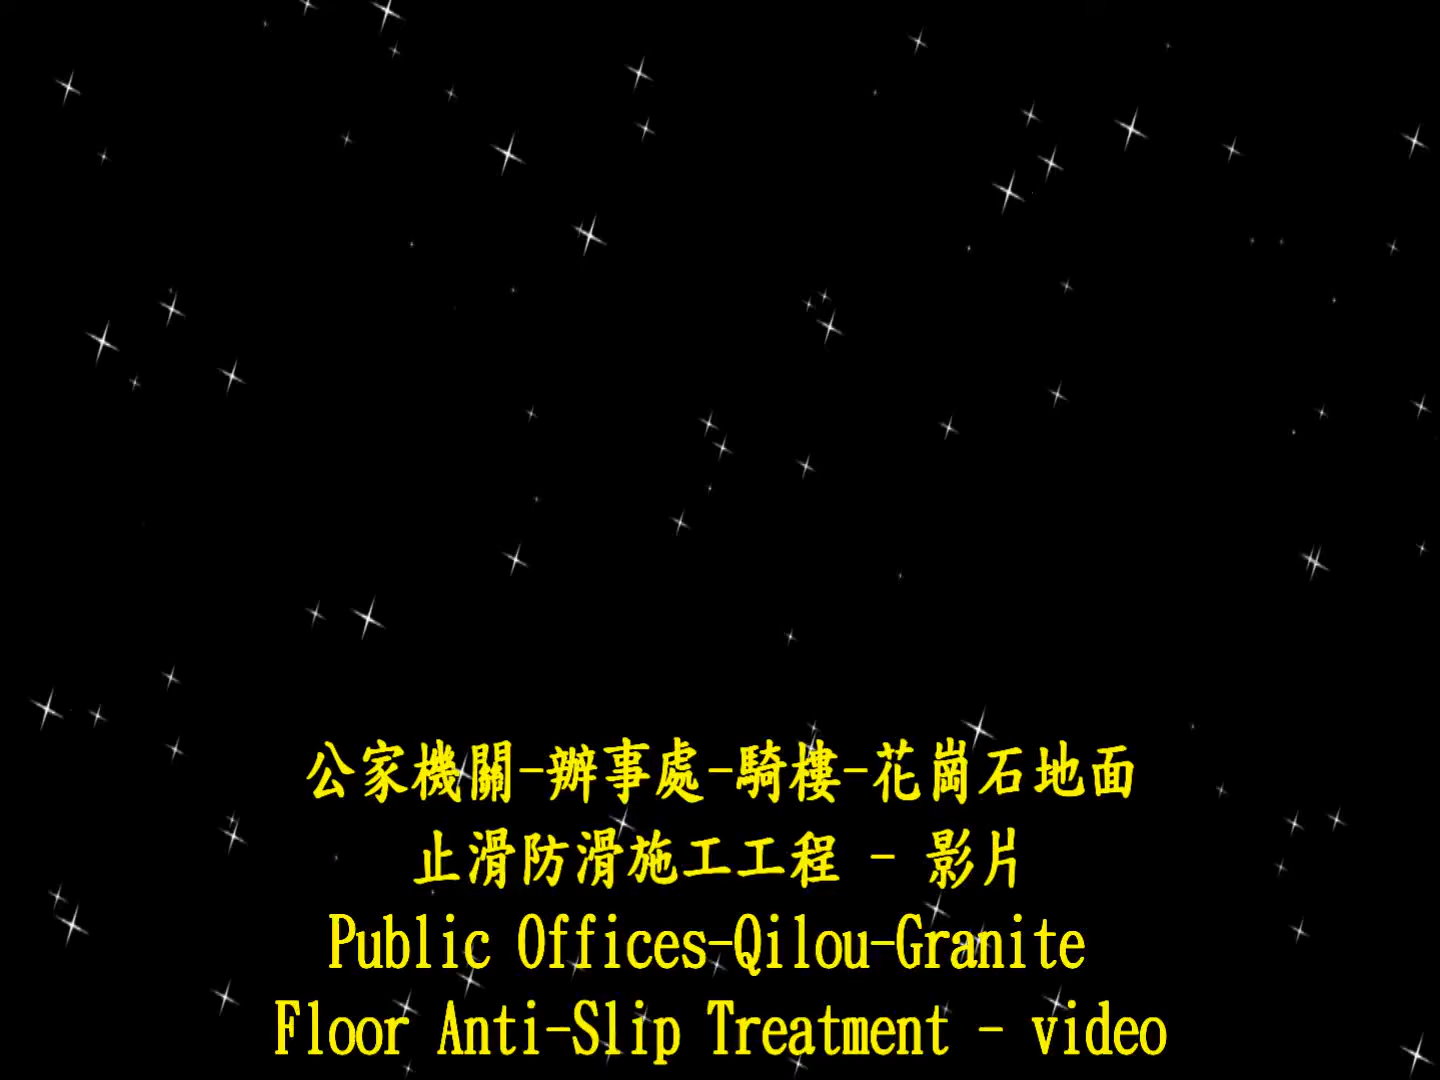 公家機關-辦事處-騎樓-花崗石地面
止滑防滑施工工程 - 影片
Public Offices-Qilou-Granite
Floor Anti-Slip Treatment - video